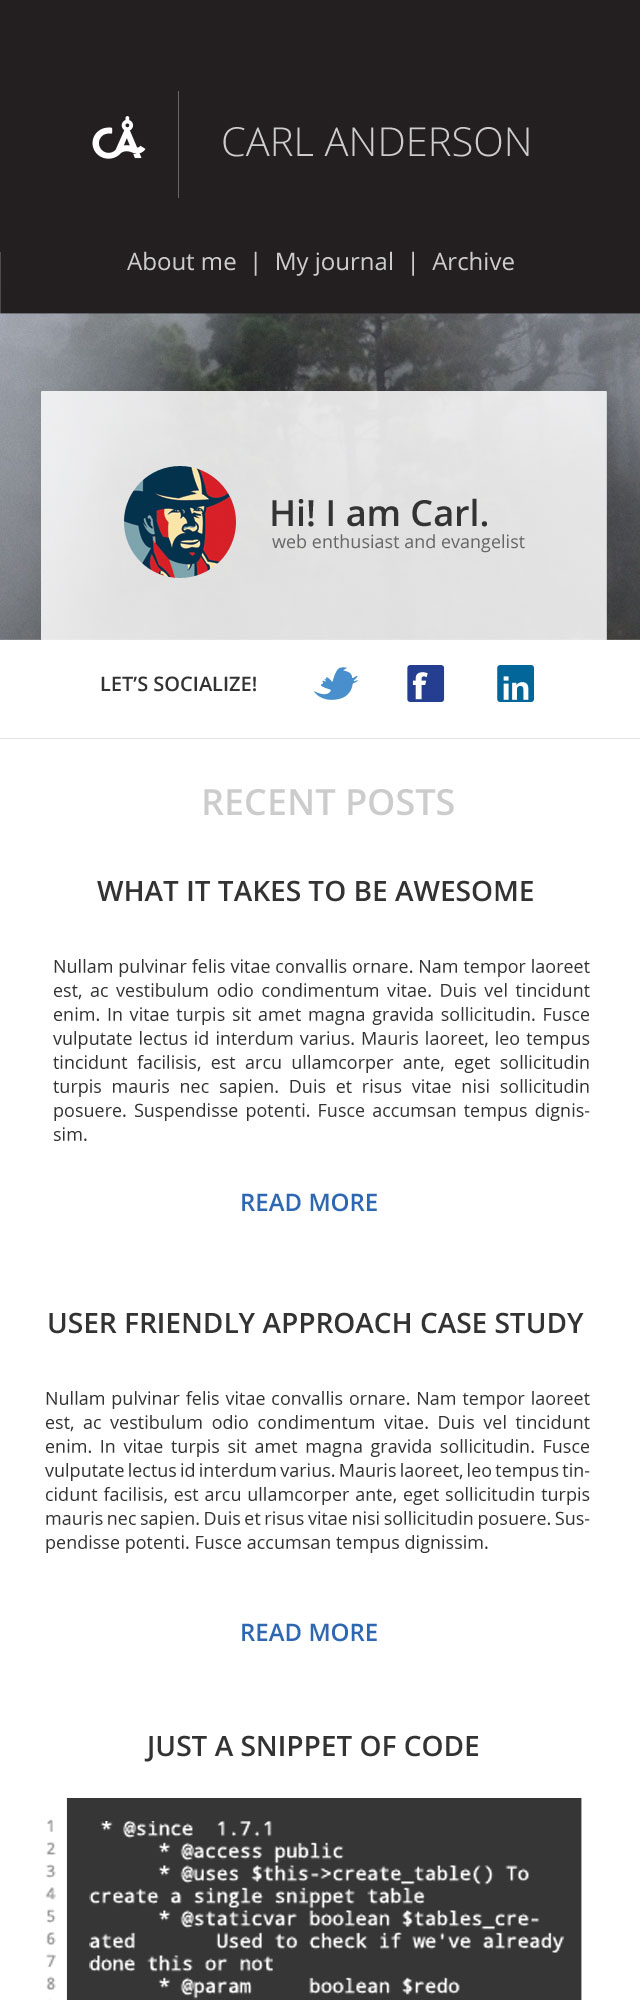 CA
CARL ANDERSON
About me | My journal | Archive
Hi! I am Carl.
web enthusiast and evangelist
LET'S SOCIALIZE!
f
in
RECENT POSTS
WHAT IT TAKES TO BE AWESOME
Nullam pulvinar felis vitae convallis ornare. Nam tempor laoreet
est, ac vestibulum odio condimentum vitae. Duis vel tincidunt
enim. In vitae turpis sit amet magna gravida sollicitudin. Fusce
vulputate lectus id interdum varius. Mauris laoreet, leo tempus
tincidunt facilisis, est arcu ullamcorper ante, eget sollicitudin
turpis mauris nec sapien. Duis et risus vitae nisi sollicitudin
posuere. Suspendisse potenti. Fusce accumsan tempus dignis-
sim.
READ MORE
USER FRIENDLY APPROACH CASE STUDY
Nullam pulvinar felis vitae convallis ornare. Nam tempor laoreet
est, ac vestibulum odio condimentum vitae. Duis vel tincidunt
enim. In vitae turpis sit amet magna gravida sollicitudin. Fusce
vulputate lectus id interdum varius. Mauris laoreet, leo tempus tin-
cidunt facilisis, est arcu ullamcorper ante, eget sollicitudin turpis
mauris nec sapien. Duis et risus vitae nisi sollicitudin posuere. Sus-
pendisse potenti. Fusce accumsan tempus dignissim.
READ MORE
JUST A SNIPPET OF CODE
1 * @since 1.7.1
2 * @access public
3 * @uses $this->create_table() To
4 create a single snippet table
5 * @staticvar boolean $tables_cre-
6 ated Used to check if we've already
7 done this or not
8 * @param boolean $redo